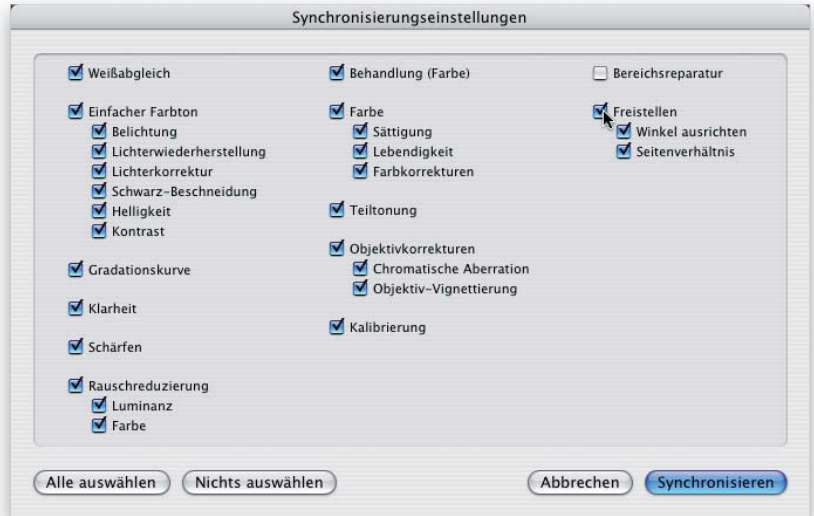 Synchronisierungseinstellungen
Weißabgleich
Einfacher Farbton
Belichtung
Lichterwiederherstellung
Lichterkorrektur
Schwarz-Beschneidung
Helligkeit
Kontrast
Gradationskurve
Klarheit
Schärfen
Rauschreduzierung
Luminanz
Farbe
Behandlung (Farbe)
Farbe
Sättigung
Lebendigkeit
Farbkorrekturen
Teiltonung
Objektivkorrekturen
Chromatische Aberration
Objektiv-Vignettierung
Kalibrierung
Bereichsreparatur
Freistellen
Winkel ausrichten
Seitenverhältnis
Alle auswählen
Nichts auswählen
Abbrechen
Synchronisieren